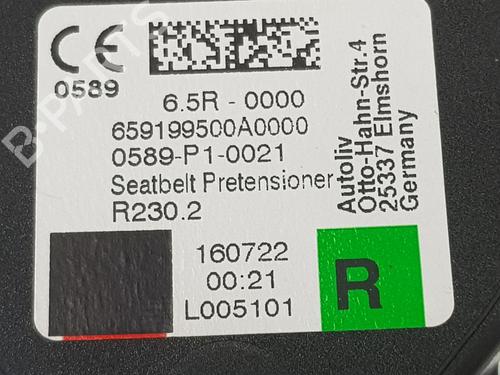 CE
0589
6.5R - 0000
659199500A0000
0589-P1-0021
Seatbelt Pretensioner
R230.2
160722
00:21
L005101
R
Autoliv
Otto-Hahn-Str.4
25337 Elmshorn
Germany
B-PARTS